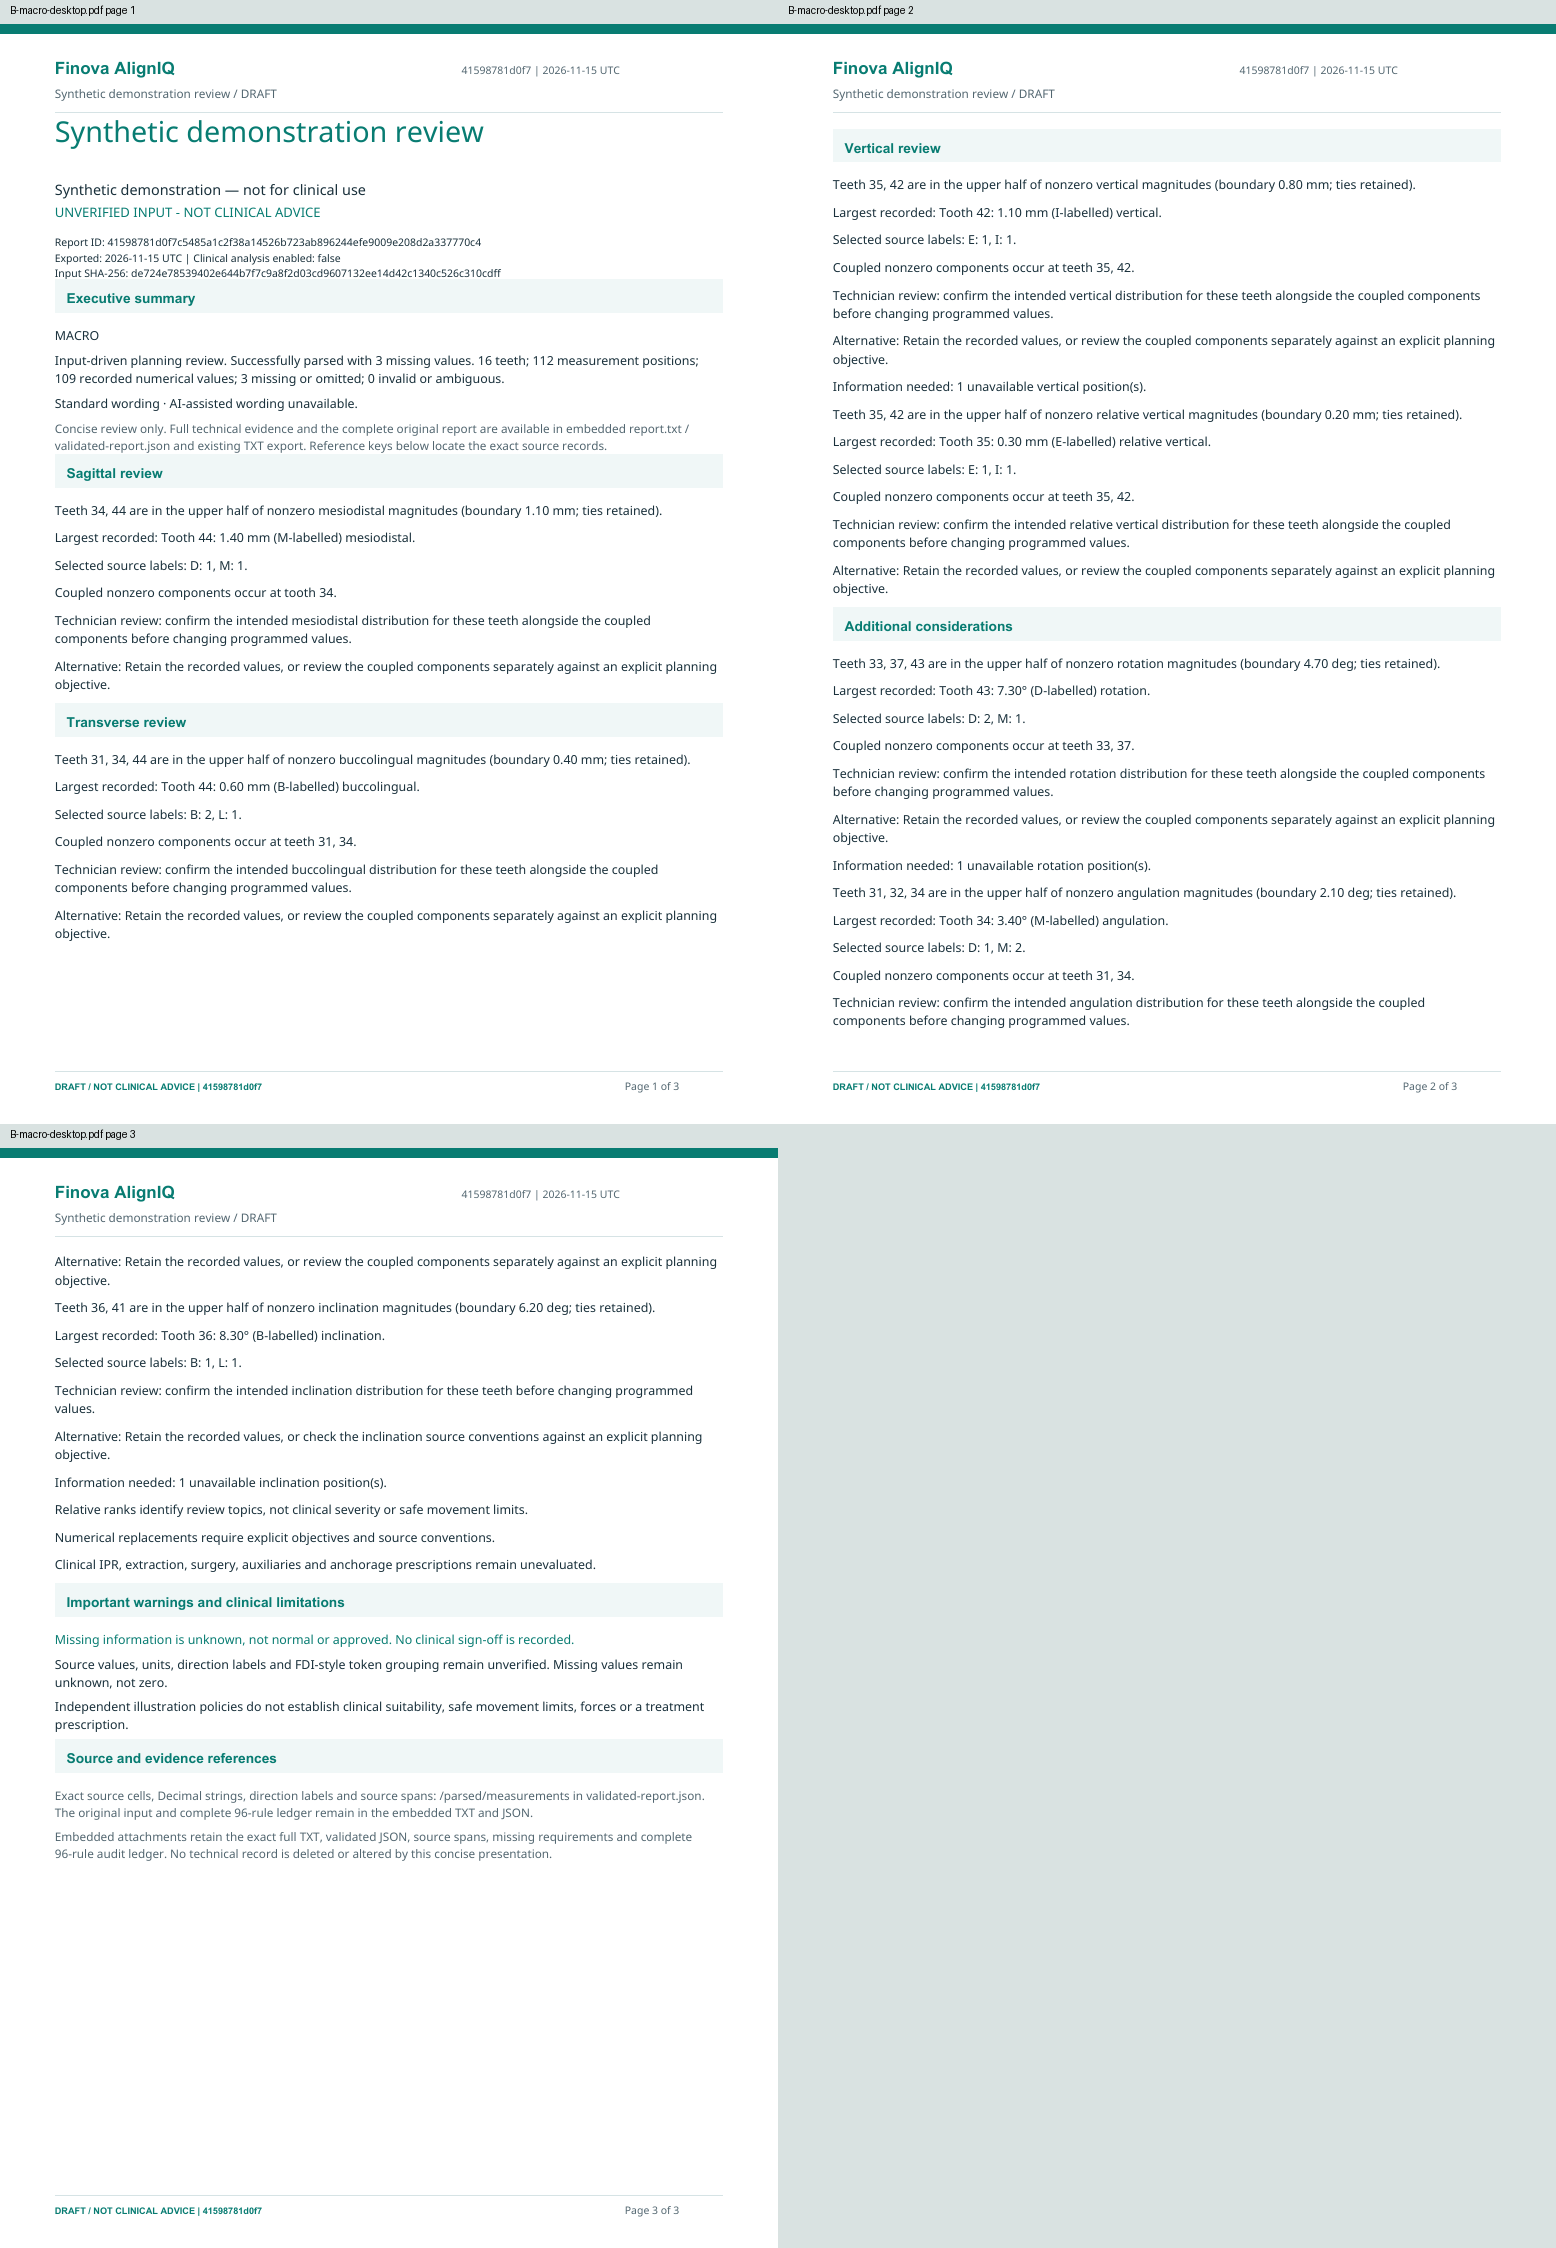 B-macro-desktop.pdf page 1
Finova AlignIQ
41598781d0f7 | 2026-11-15 UTC
Synthetic demonstration review / DRAFT
Synthetic demonstration review
Synthetic demonstration — not for clinical use
UNVERIFIED INPUT - NOT CLINICAL ADVICE
Report ID: 41598781d0f7c5485a1c2f38a14526b723ab896244efe9009e208d2a337770c4
Exported: 2026-11-15 UTC | Clinical analysis enabled: false
Input SHA-256: de724e78539402e644b7f7c9a8f2d03cd9607132ee14d42c1340c526c310cdff
Executive summary
MACRO
Input-driven planning review. Successfully parsed with 3 missing values. 16 teeth; 112 measurement positions;
109 recorded numerical values; 3 missing or omitted; 0 invalid or ambiguous.
Standard wording · AI-assisted wording unavailable.
Concise review only. Full technical evidence and the complete original report are available in embedded report.txt /
validated-report.json and existing TXT export. Reference keys below locate the exact source records.
Sagittal review
Teeth 34, 44 are in the upper half of nonzero mesiodistal magnitudes (boundary 1.10 mm; ties retained).
Largest recorded: Tooth 44: 1.40 mm (M-labelled) mesiodistal.
Selected source labels: D: 1, M: 1.
Coupled nonzero components occur at tooth 34.
Technician review: confirm the intended mesiodistal distribution for these teeth alongside the coupled
components before changing programmed values.
Alternative: Retain the recorded values, or review the coupled components separately against an explicit planning
objective.
Transverse review
Teeth 31, 34, 44 are in the upper half of nonzero buccolingual magnitudes (boundary 0.40 mm; ties retained).
Largest recorded: Tooth 44: 0.60 mm (B-labelled) buccolingual.
Selected source labels: B: 2, L: 1.
Coupled nonzero components occur at teeth 31, 34.
Technician review: confirm the intended buccolingual distribution for these teeth alongside the coupled
components before changing programmed values.
Alternative: Retain the recorded values, or review the coupled components separately against an explicit planning
objective.
DRAFT / NOT CLINICAL ADVICE | 41598781d0f7
Page 1 of 3
B-macro-desktop.pdf page 2
Finova AlignIQ
41598781d0f7 | 2026-11-15 UTC
Synthetic demonstration review / DRAFT
Vertical review
Teeth 35, 42 are in the upper half of nonzero vertical magnitudes (boundary 0.80 mm; ties retained).
Largest recorded: Tooth 42: 1.10 mm (I-labelled) vertical.
Selected source labels: E: 1, I: 1.
Coupled nonzero components occur at teeth 35, 42.
Technician review: confirm the intended vertical distribution for these teeth alongside the coupled components
before changing programmed values.
Alternative: Retain the recorded values, or review the coupled components separately against an explicit planning
objective.
Information needed: 1 unavailable vertical position(s).
Teeth 35, 42 are in the upper half of nonzero relative vertical magnitudes (boundary 0.20 mm; ties retained).
Largest recorded: Tooth 35: 0.30 mm (E-labelled) relative vertical.
Selected source labels: E: 1, I: 1.
Coupled nonzero components occur at teeth 35, 42.
Technician review: confirm the intended relative vertical distribution for these teeth alongside the coupled
components before changing programmed values.
Alternative: Retain the recorded values, or review the coupled components separately against an explicit planning
objective.
Additional considerations
Teeth 33, 37, 43 are in the upper half of nonzero rotation magnitudes (boundary 4.70 deg; ties retained).
Largest recorded: Tooth 43: 7.30° (D-labelled) rotation.
Selected source labels: D: 2, M: 1.
Coupled nonzero components occur at teeth 33, 37.
Technician review: confirm the intended rotation distribution for these teeth alongside the coupled components
before changing programmed values.
Alternative: Retain the recorded values, or review the coupled components separately against an explicit planning
objective.
Information needed: 1 unavailable rotation position(s).
Teeth 31, 32, 34 are in the upper half of nonzero angulation magnitudes (boundary 2.10 deg; ties retained).
Largest recorded: Tooth 34: 3.40° (M-labelled) angulation.
Selected source labels: D: 1, M: 2.
Coupled nonzero components occur at teeth 31, 34.
Technician review: confirm the intended angulation distribution for these teeth alongside the coupled
components before changing programmed values.
DRAFT / NOT CLINICAL ADVICE | 41598781d0f7
Page 2 of 3
B-macro-desktop.pdf page 3
Finova AlignIQ
41598781d0f7 | 2026-11-15 UTC
Synthetic demonstration review / DRAFT
Alternative: Retain the recorded values, or review the coupled components separately against an explicit planning
objective.
Teeth 36, 41 are in the upper half of nonzero inclination magnitudes (boundary 6.20 deg; ties retained).
Largest recorded: Tooth 36: 8.30° (B-labelled) inclination.
Selected source labels: B: 1, L: 1.
Technician review: confirm the intended inclination distribution for these teeth before changing programmed
values.
Alternative: Retain the recorded values, or check the inclination source conventions against an explicit planning
objective.
Information needed: 1 unavailable inclination position(s).
Relative ranks identify review topics, not clinical severity or safe movement limits.
Numerical replacements require explicit objectives and source conventions.
Clinical IPR, extraction, surgery, auxiliaries and anchorage prescriptions remain unevaluated.
Important warnings and clinical limitations
Missing information is unknown, not normal or approved. No clinical sign-off is recorded.
Source values, units, direction labels and FDI-style token grouping remain unverified. Missing values remain
unknown, not zero.
Independent illustration policies do not establish clinical suitability, safe movement limits, forces or a treatment
prescription.
Source and evidence references
Exact source cells, Decimal strings, direction labels and source spans: /parsed/measurements in validated-report.json.
The original input and complete 96-rule ledger remain in the embedded TXT and JSON.
Embedded attachments retain the exact full TXT, validated JSON, source spans, missing requirements and complete
96-rule audit ledger. No technical record is deleted or altered by this concise presentation.
DRAFT / NOT CLINICAL ADVICE | 41598781d0f7
Page 3 of 3